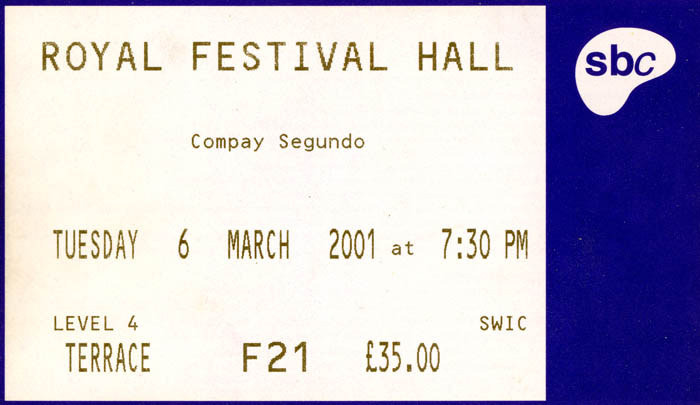 ROYAL FESTIVAL HALL
sbc
Compay Segundo
TUESDAY 6 MARCH 2001 at 7:30 PM
LEVEL 4 SWIC
TERRACE F21 £35.00